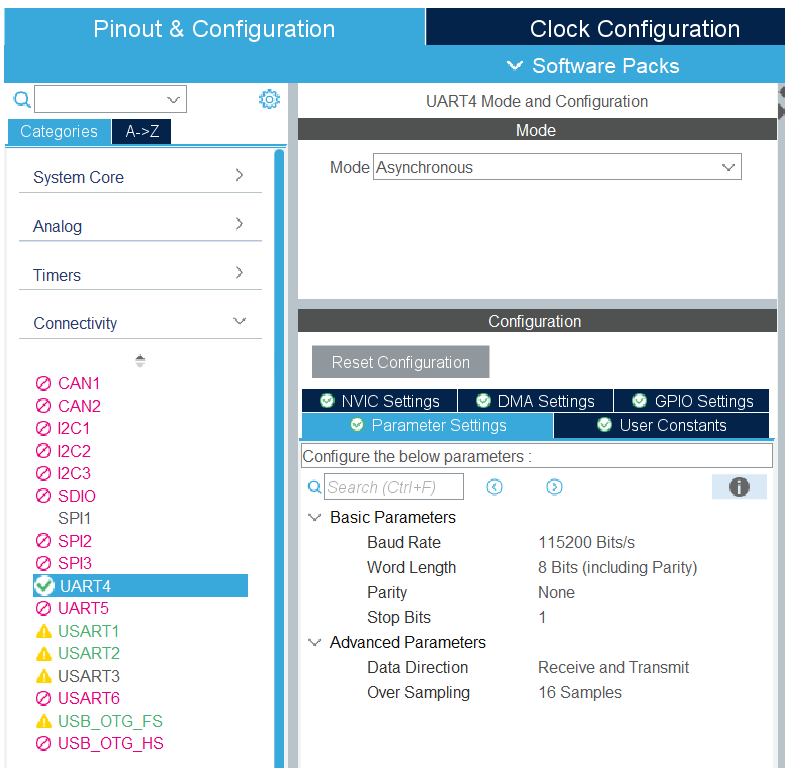 Pinout & Configuration
Clock Configuration
Software Packs
Categories
A->Z
System Core
Analog
Timers
Connectivity
CAN1
CAN2
I2C1
I2C2
I2C3
SDIO
SPI1
SPI2
SPI3
UART4
UART5
USART1
USART2
USART3
USART6
USB_OTG_FS
USB_OTG_HS
UART4 Mode and Configuration
Mode
Mode Asynchronous
Configuration
Reset Configuration
NVIC Settings
DMA Settings
GPIO Settings
Parameter Settings
User Constants
Configure the below parameters :
Search (Ctrl+F)
Basic Parameters
Baud Rate 115200 Bits/s
Word Length 8 Bits (including Parity)
Parity None
Stop Bits 1
Advanced Parameters
Data Direction Receive and Transmit
Over Sampling 16 Samples